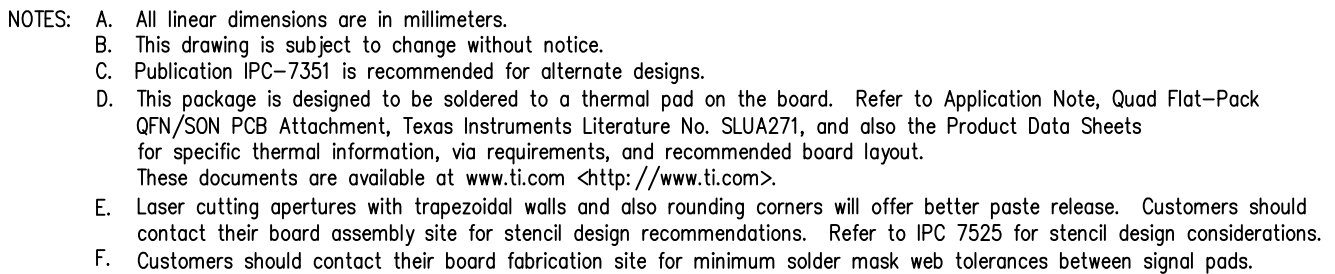 NOTES: A. All linear dimensions are in millimeters.
B. This drawing is subject to change without notice.
C. Publication IPC-7351 is recommended for alternate designs.
D. This package is designed to be soldered to a thermal pad on the board. Refer to Application Note, Quad Flat-Pack
QFN/SON PCB Attachment, Texas Instruments Literature No. SLUA271, and also the Product Data Sheets
for specific thermal information, via requirements, and recommended board layout.
These documents are available at www.ti.com <http://www.ti.com>.
E. Laser cutting apertures with trapezoidal walls and also rounding corners will offer better paste release. Customers should
contact their board assembly site for stencil design recommendations. Refer to IPC 7525 for stencil design considerations.
F. Customers should contact their board fabrication site for minimum solder mask web tolerances between signal pads.